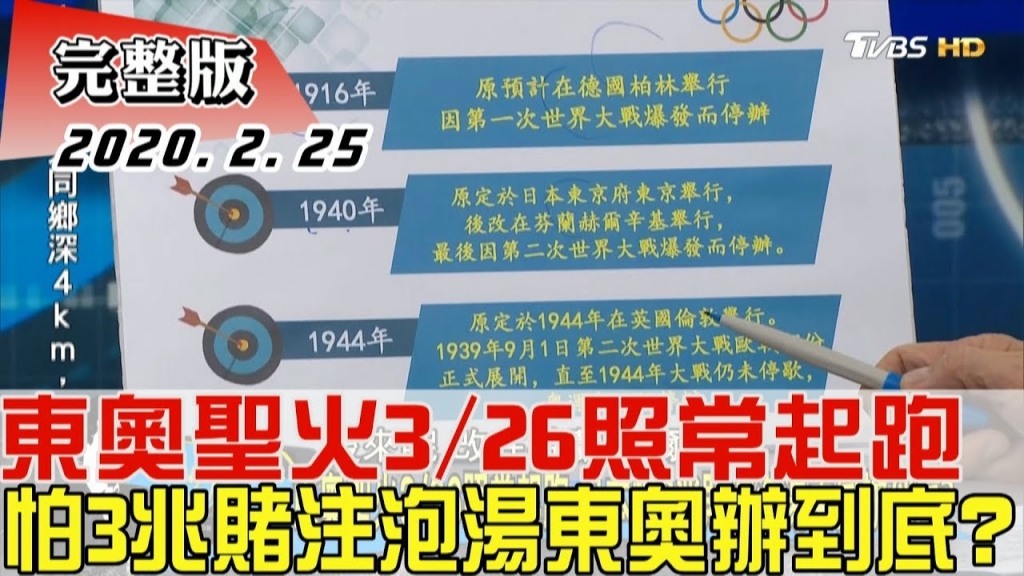 完整版
2020.2.25
TVBS HD
1916年
原預計在德國柏林舉行
因第一次世界大戰爆發而停辦
同鄉深4km,
1940年
原定於日本東京府東京舉行,
後改在芬蘭赫爾辛基舉行,
最後因第二次世界大戰爆發而停辦。
005
1944年
原定於1944年在英國倫敦舉行。
1939年9月1日第二次世界大戰歐
正式展開,直至1944年大戰仍未停歇,
東奧聖火3/26照常起跑
怕3兆賭注泡湯東奧辦到底?